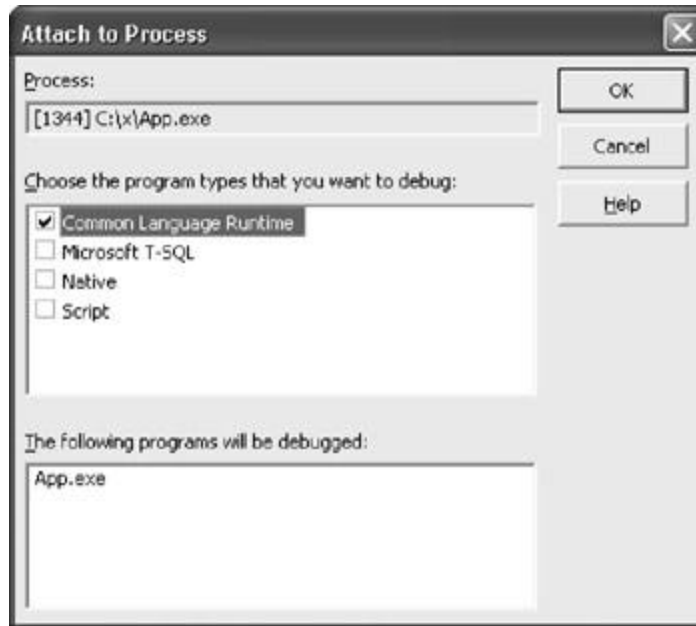 Attach to Process
Process:
OK
[1344] C:\x\App.exe
Cancel
Choose the program types that you want to debug:
Help
Common Language Runtime
Microsoft T-SQL
Native
Script
The following programs will be debugged:
App.exe